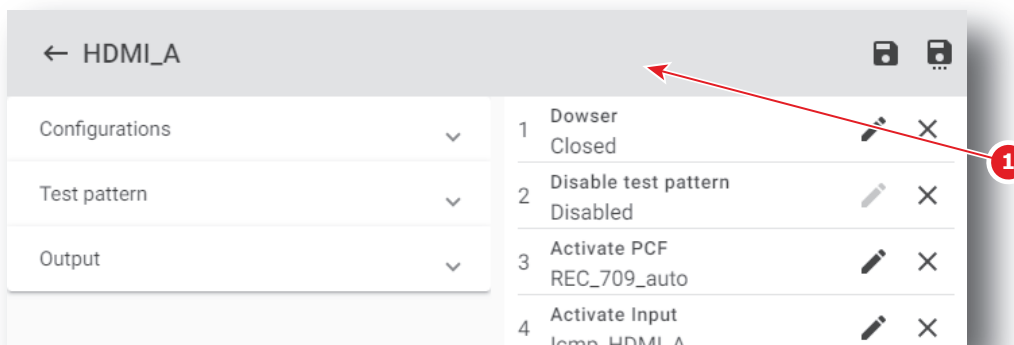 HDMI_A
Configurations
Test pattern
Output
1 Dowser
Closed
2 Disable test pattern
Disabled
3 Activate PCF
REC_709_auto
4 Activate Input
Icmp_HDMI_A
1